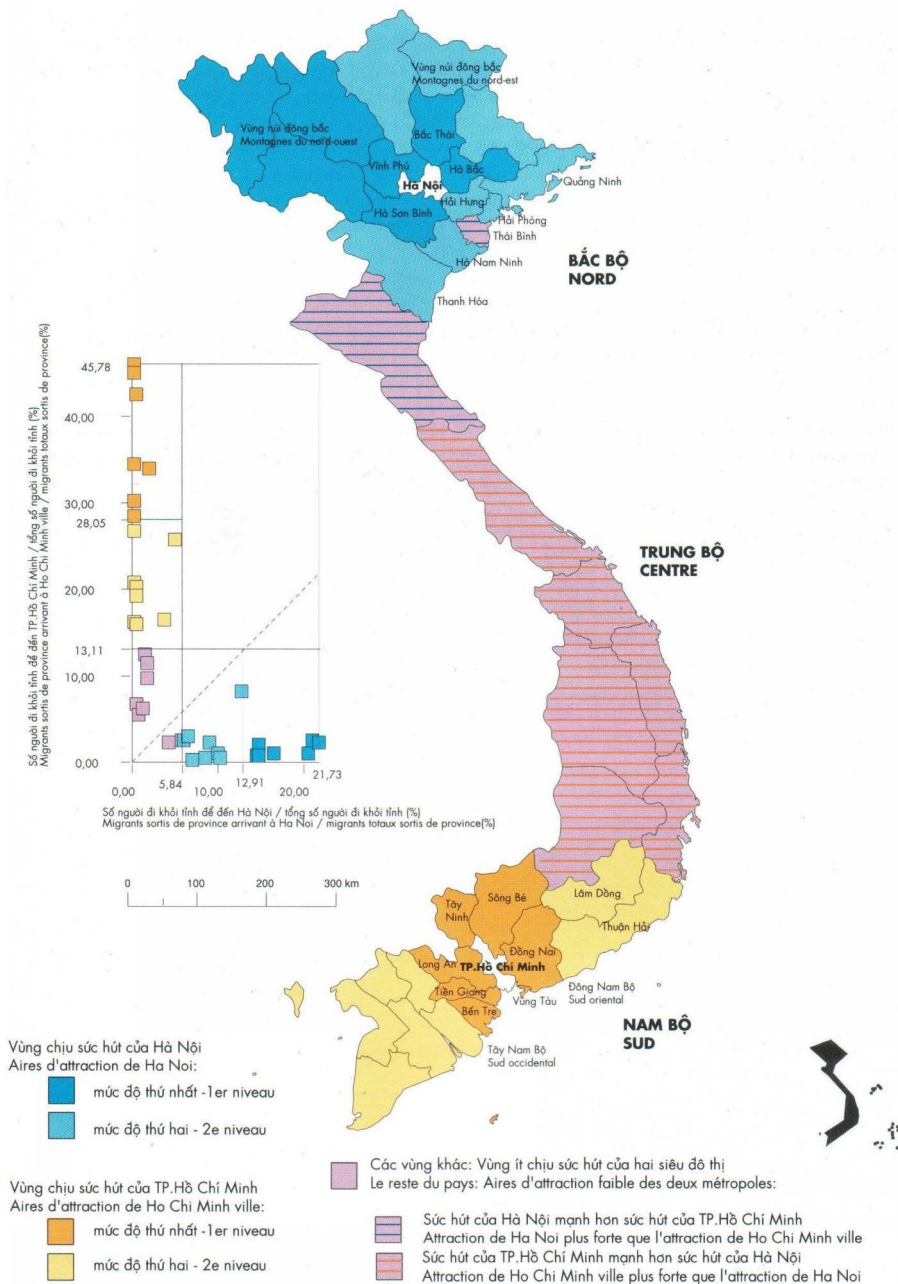 Vùng núi đông bắc
Montagnes du nord-est
Vùng núi đông bắc
Montagnes du nord-ouest
Bắc Thái
Vĩnh Phú
Hà Nội
Hà Bắc
Quảng Ninh
Hải Hưng
Hải Phòng
Hà Sơn Bình
Thái Bình
Hà Nam Ninh
Thanh Hóa
BẮC BỘ
NORD
Số người đi khỏi tỉnh để đến TP.Hồ Chí Minh / tổng số người đi khỏi tỉnh (%)
Migrants sortis de province arrivant à Ho Chi Minh ville / migrants totaux sortis de province(%)
45,78
40,00
30,00
28,05
20,00
13,11
10,00
0,00
0,00
5,84
10,00
12,91
20,00
21,73
Số người đi khỏi tỉnh để đến Hà Nội / tổng số người đi khỏi tỉnh (%)
Migrants sortis de province arrivant à Ha Noi / migrants totaux sortis de province(%)
TRUNG BỘ
CENTRE
0
100
200
300 km
Tây
Ninh
Sông Bé
Lâm Dồng
Thuận Hải
Đồng Nai
Long An
TP.Hồ Chí Minh
Tiền Giang
Bến Tre
Vũng Tàu
Đông Nam Bộ
Sud oriental
Tây Nam Bộ
Sud occidental
NAM BỘ
SUD
Vùng chịu sức hút của Hà Nội
Aires d'attraction de Ha Noi:
mức độ thứ nhất -1er niveau
mức độ thứ hai - 2e niveau
Vùng chịu sức hút của TP.Hồ Chí Minh
Aires d'attraction de Ho Chi Minh ville:
mức độ thứ nhất -1er niveau
mức độ thứ hai - 2e niveau
Các vùng khác: Vùng ít chịu sức hút của hai siêu đô thị
Le reste du pays: Aires d'attraction faible des deux métropoles:
Sức hút của Hà Nội mạnh hơn sức hút của TP.Hồ Chí Minh
Attraction de Ha Noi plus forte que l'attraction de Ho Chi Minh ville
Sức hút của TP.Hồ Chí Minh mạnh hơn sức hút của Hà Nội
Attraction de Ho Chi Minh ville plus forte que l'attraction de Ha Noi